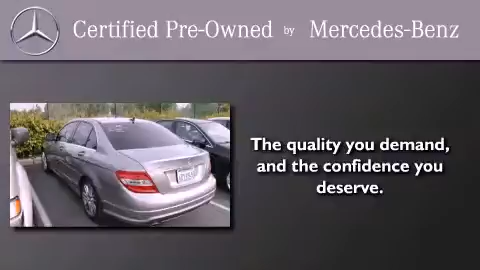 Certified Pre-Owned by Mercedes-Benz
The quality you demand,
and the confidence you
deserve.